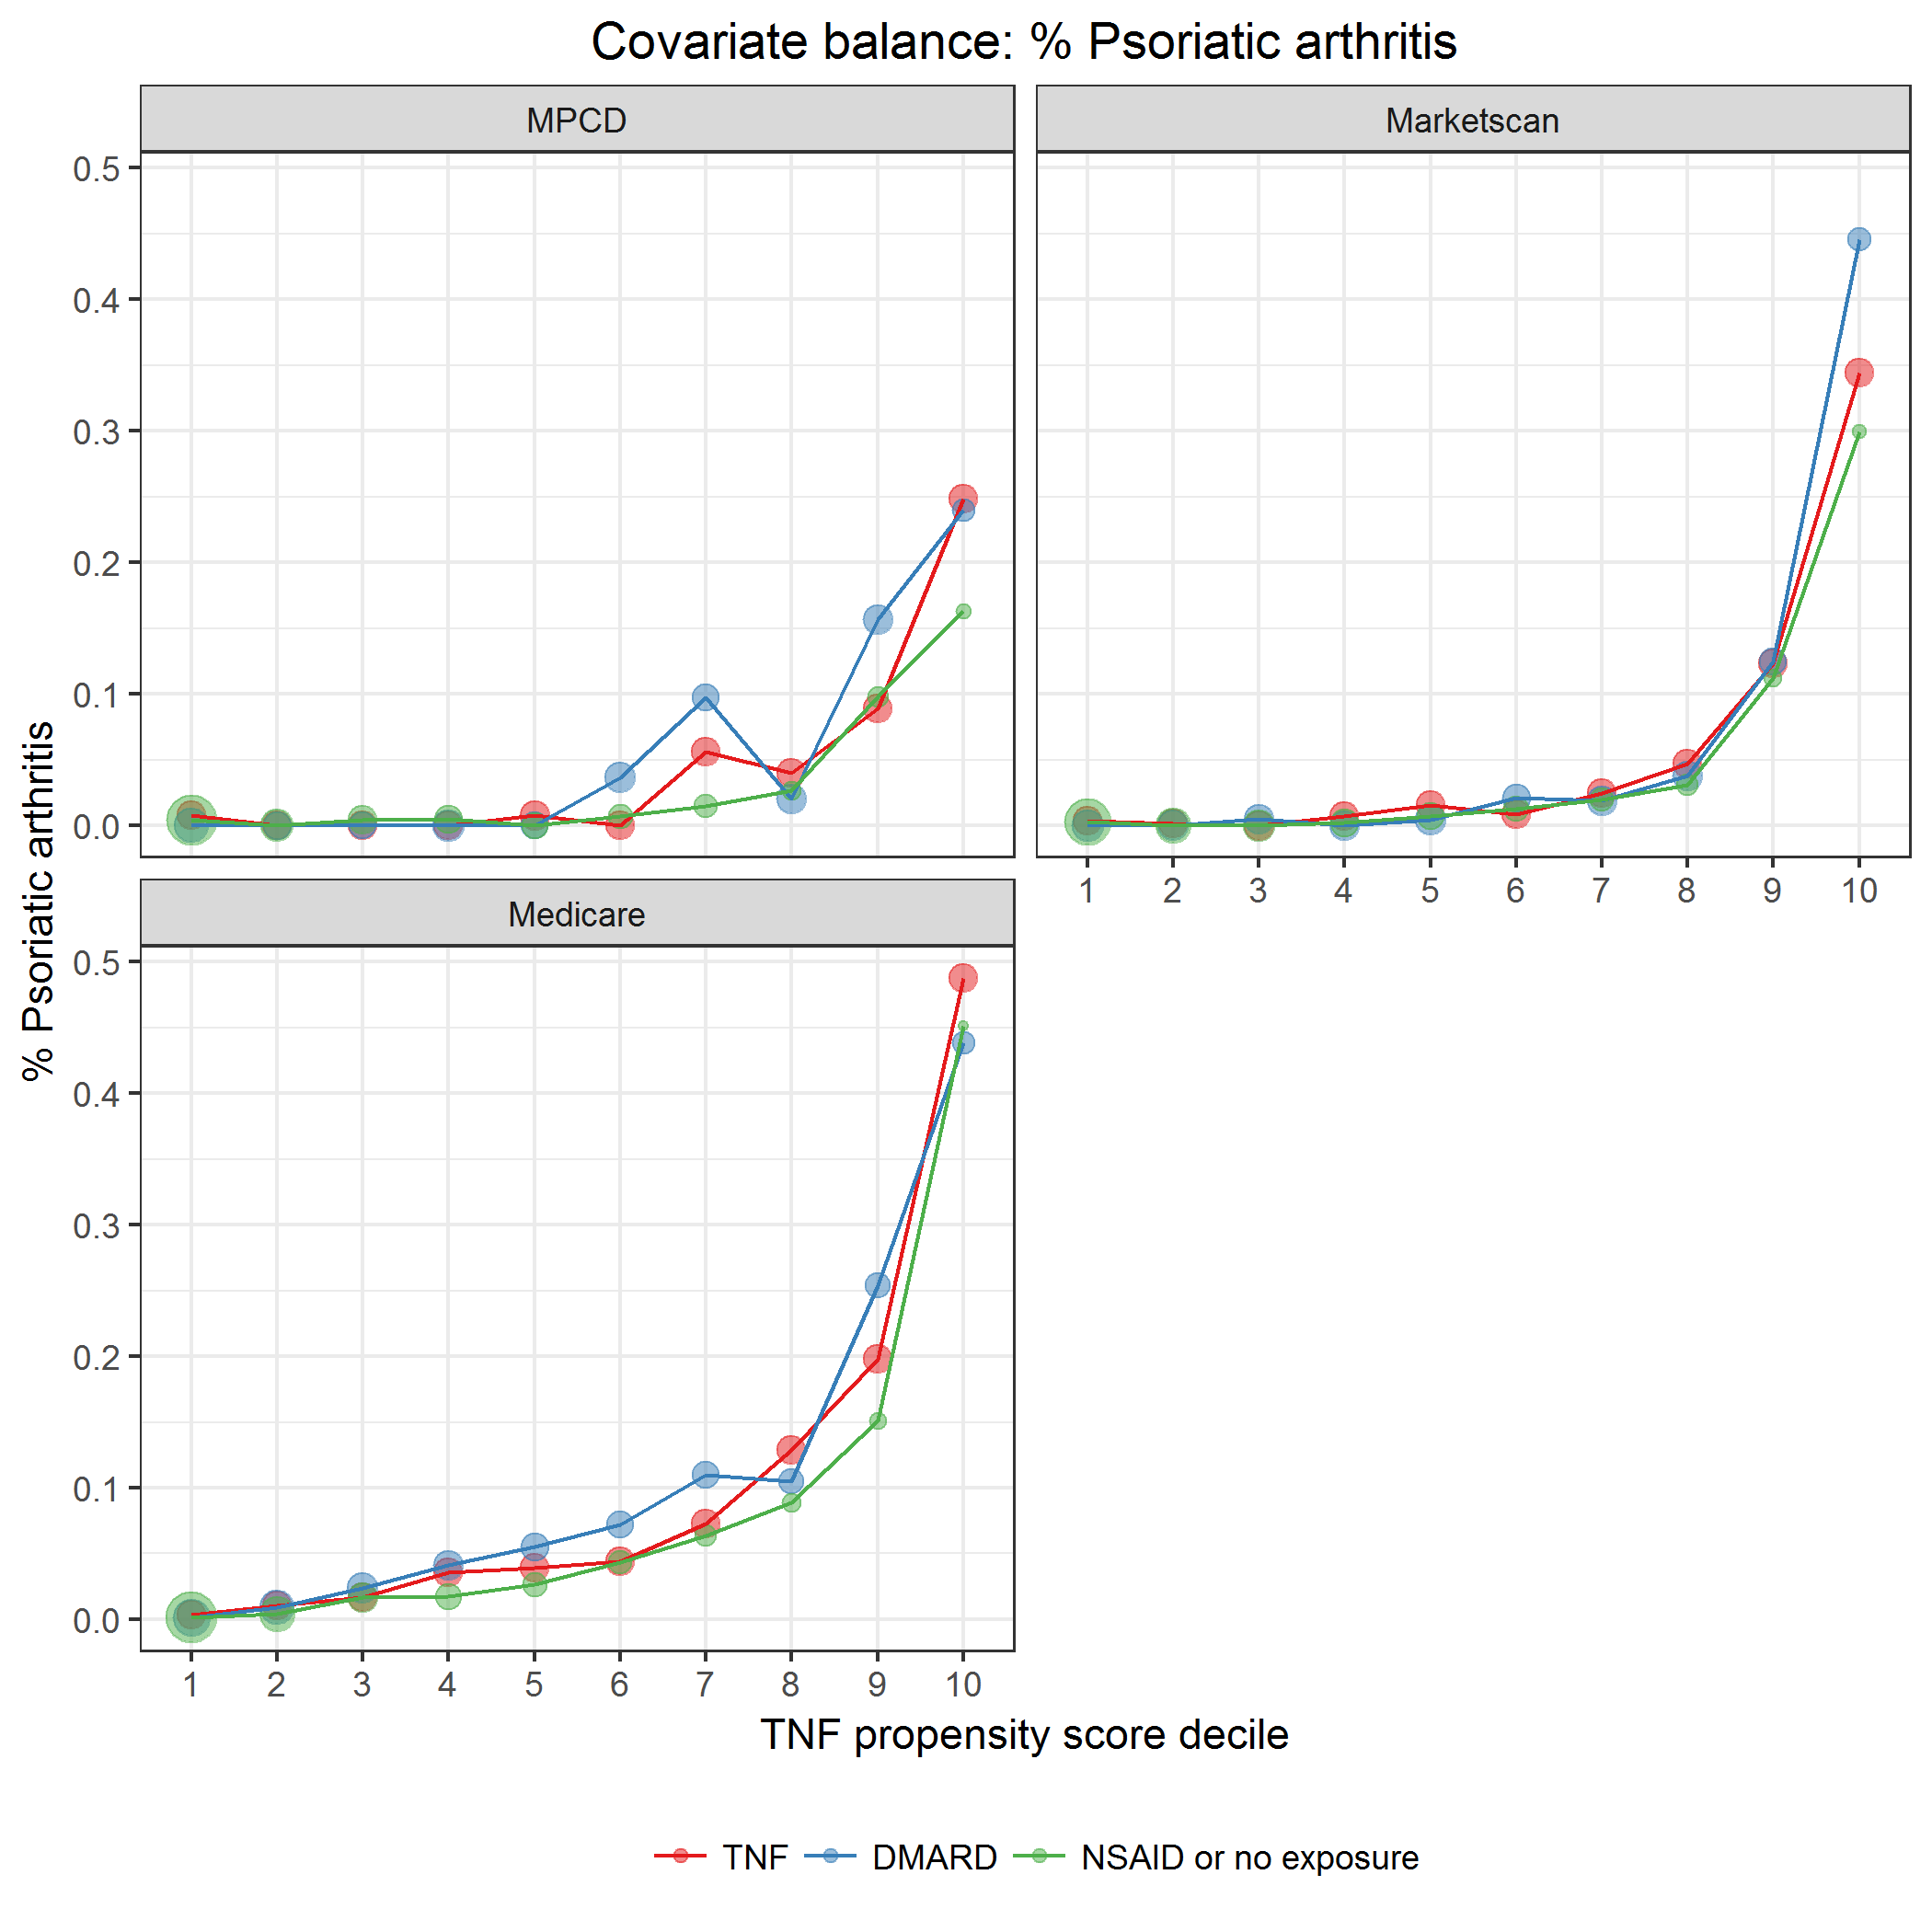 Covariate balance: % Psoriatic arthritis
MPCD
Marketscan
0.5
0.4
0.3
0.2
0.1
0.0
1 2 3 4 5 6 7 8 9 10
Medicare
0.5
0.4
0.3
0.2
0.1
0.0
1 2 3 4 5 6 7 8 9 10
% Psoriatic arthritis
TNF propensity score decile
TNF DMARD NSAID or no exposure